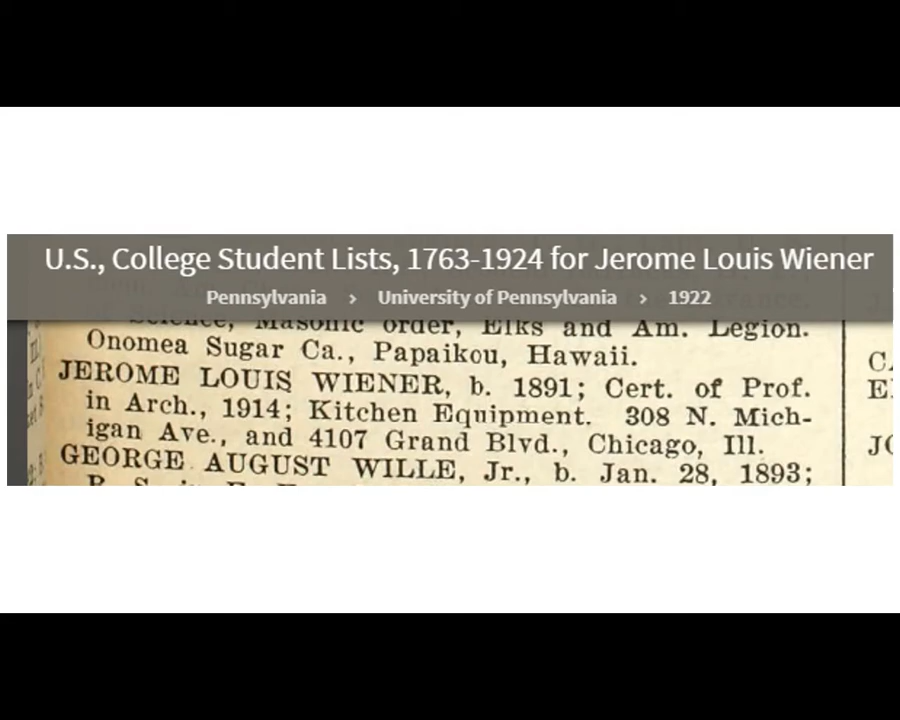 U.S., College Student Lists, 1763-1924 for Jerome Louis Wiener
Pennsylvania › University of Pennsylvania › 1922
of Science, Masonic order, Elks and Am. Legion.
Onomea Sugar Ca., Papaikou, Hawaii.
JEROME LOUIS WIENER, b. 1891; Cert. of Prof.
in Arch., 1914; Kitchen Equipment. 308 N. Mich-
igan Ave., and 4107 Grand Blvd., Chicago, Ill.
GEORGE AUGUST WILLE, Jr., b. Jan. 28, 1893;